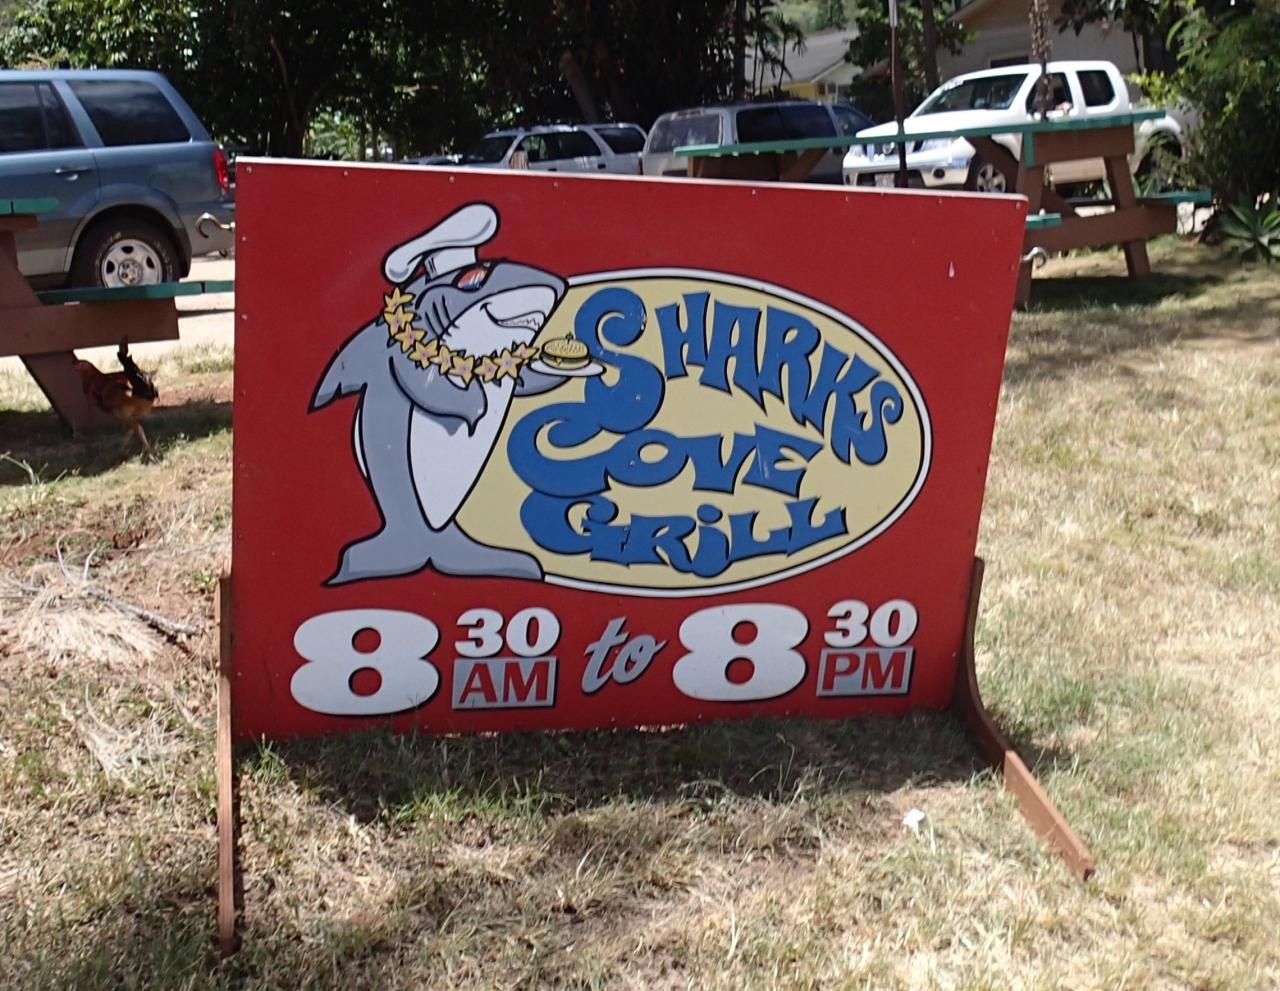 SHARKS
COVE
GRiLL
8 30 AM to 8 30 PM